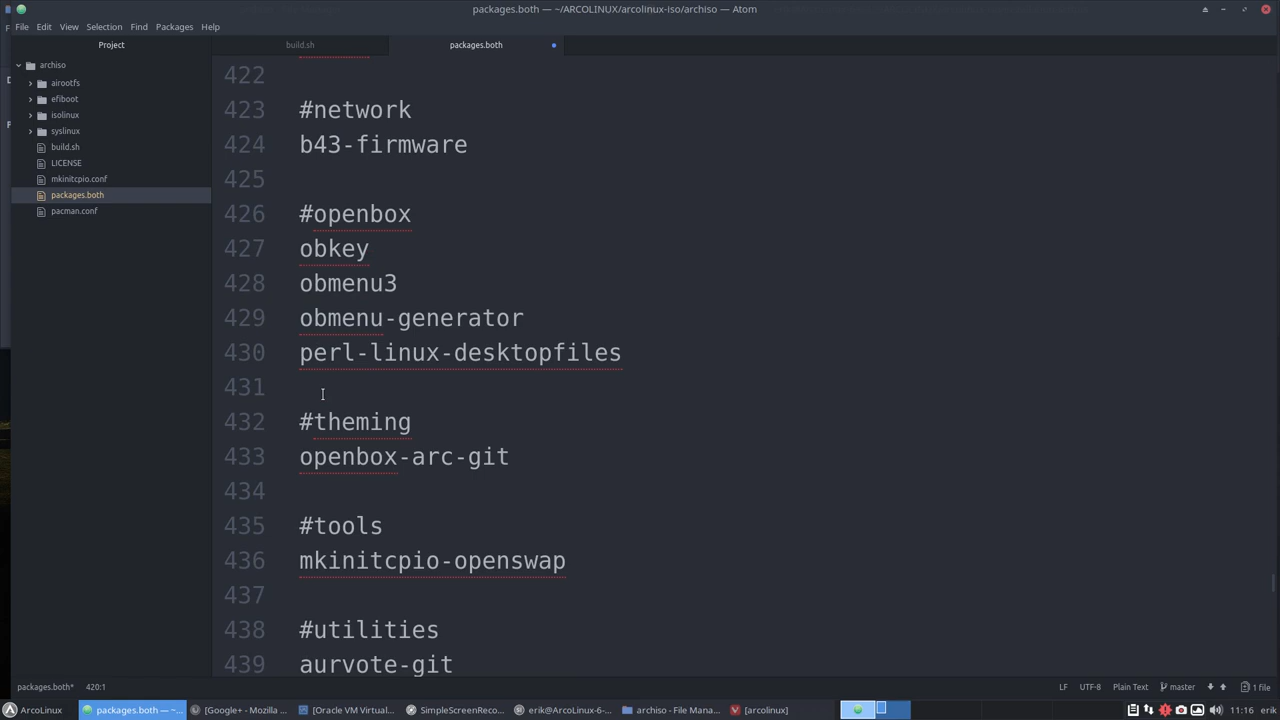 packages.both — ~/ARCOLINUX/arcolinux-iso/archiso — Atom
File Edit View Selection Find Packages Help
Project
build.sh
packages.both
archiso
airootfs
efiboot
isolinux
syslinux
build.sh
LICENSE
mkinitcpio.conf
packages.both
pacman.conf
422
423 #network
424 b43-firmware
425
426 #openbox
427 obkey
428 obmenu3
429 obmenu-generator
430 perl-linux-desktopfiles
431
432 #theming
433 openbox-arc-git
434
435 #tools
436 mkinitcpio-openswap
437
438 #utilities
439 aurvote-git
packages.both* 420:1 LF UTF-8 Plain Text master 1 file
ArcoLinux packages.both — ~... [Google+ - Mozilla ... [Oracle VM Virtual... SimpleScreenReco... erik@ArcoLinux-6-... archiso - File Mana... [arcolinux] 11:16 erik